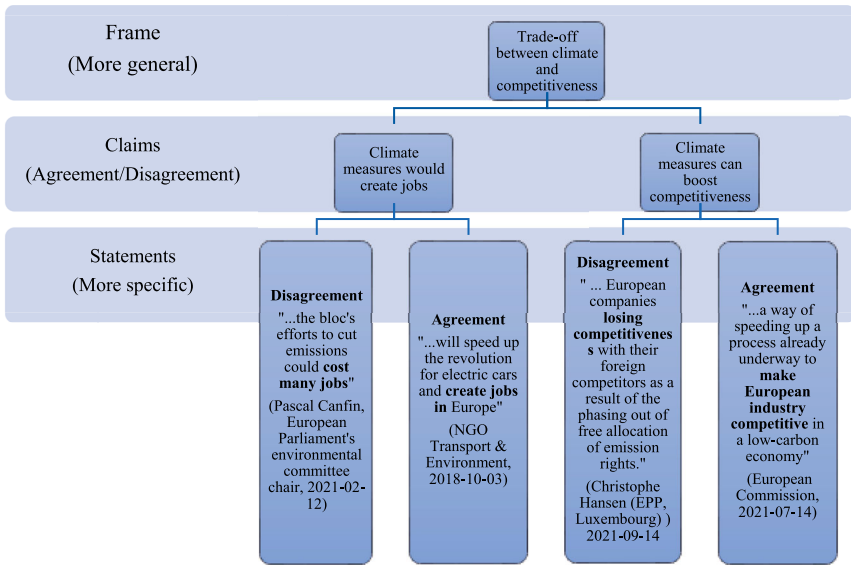 Frame
(More general)
Trade-off
between climate
and
competitiveness
Claims
(Agreement/Disagreement)
Climate
measures would
create jobs
Climate
measures can
boost
competitiveness
Statements
(More specific)
Disagreement
"...the bloc's
efforts to cut
emissions could cost
many jobs"
(Pascal Canfin,
European
Parliament's
environmental
committee
chair, 2021-02-
12)
Agreement
"...will speed up
the revolution
for electric cars
and create jobs
in Europe"
(NGO
Transport &
Environment,
2018-10-03)
Disagreement
" ... European
companies
losing
competitivenes
s with their
foreign
competitors as a
result of the
phasing out of
free allocation
of emission
rights."
(Christophe
Hansen (EPP,
Luxembourg) )
2021-09-14
Agreement
"...a way of
speeding up a
process already
underway to
make
European
industry
competitive in
a low-carbon
economy"
(European
Commission,
2021-07-14)